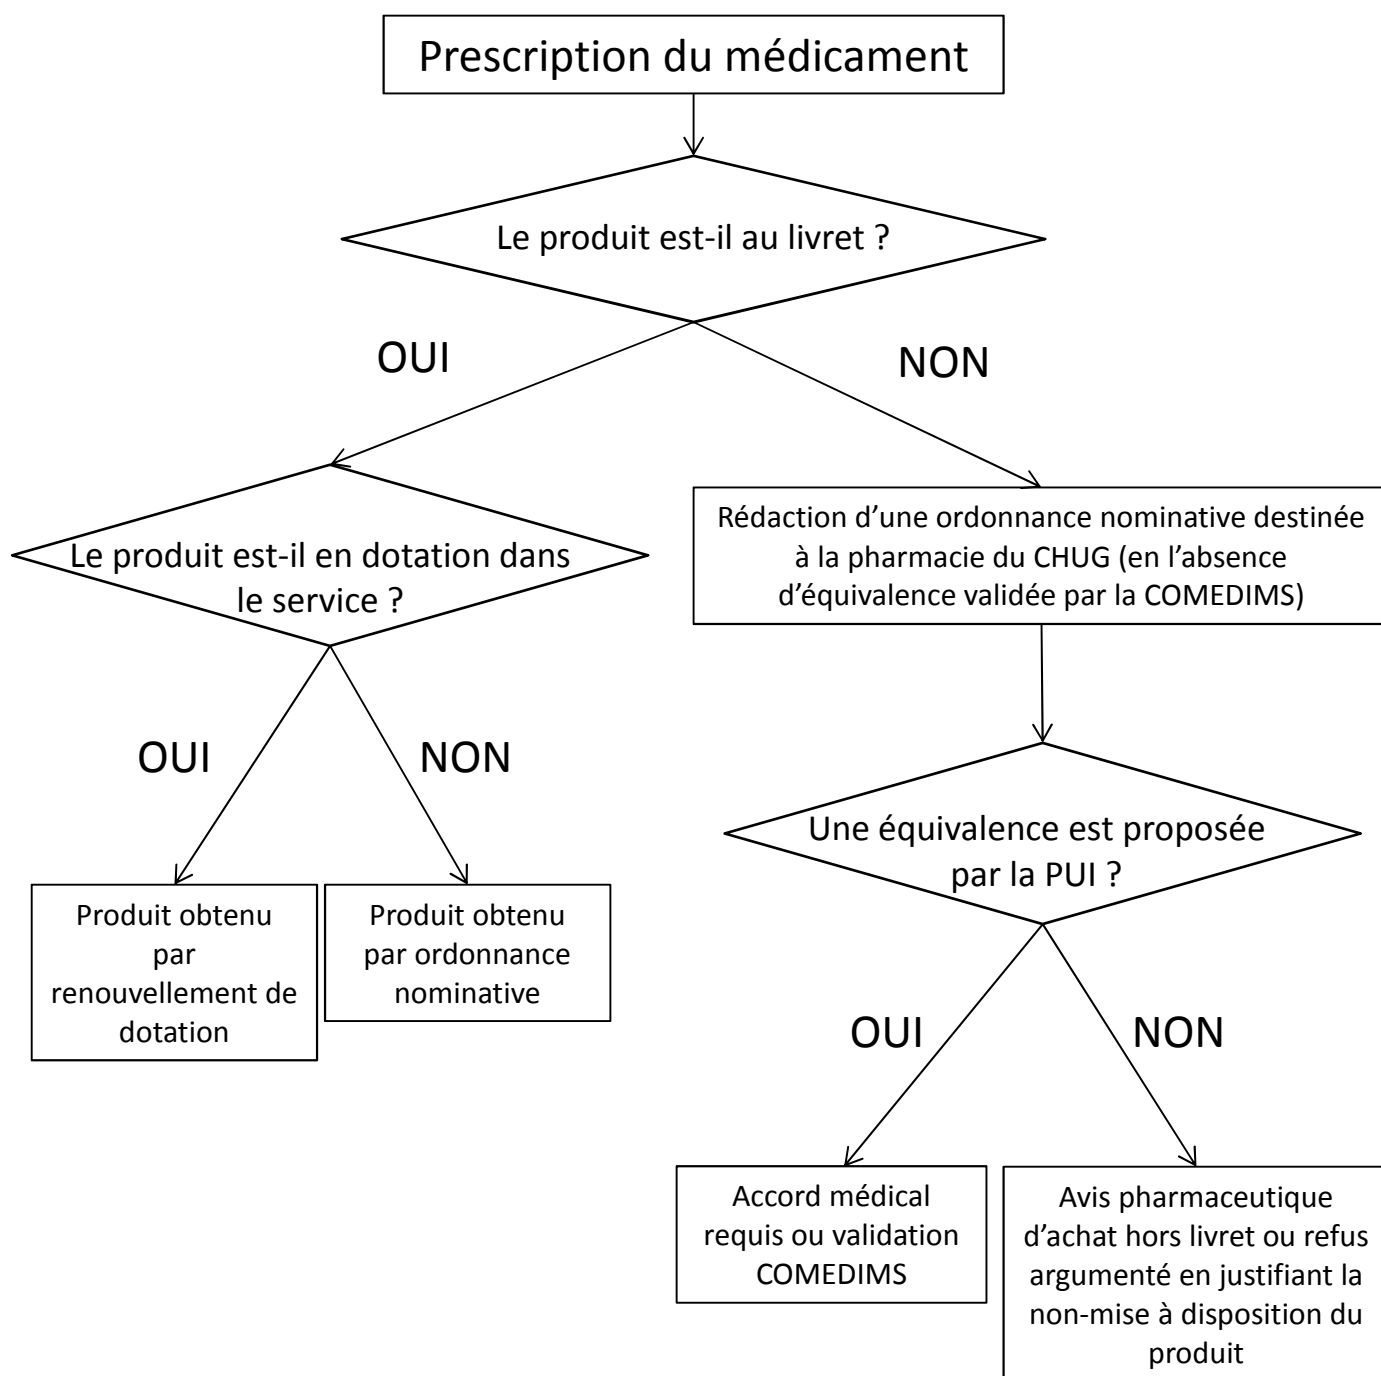 Prescription du médicament
Le produit est-il au livret ?
OUI
NON
Le produit est-il en dotation dans
le service ?
Rédaction d’une ordonnance nominative destinée
à la pharmacie du CHUG (en l’absence
d’équivalence validée par la COMEDIMS)
OUI
NON
Une équivalence est proposée
par la PUI ?
Produit obtenu
par
renouvellement de
dotation
Produit obtenu
par ordonnance
nominative
OUI
NON
Accord médical
requis ou validation
COMEDIMS
Avis pharmaceutique
d’achat hors livret ou refus
argumenté en justifiant la
non-mise à disposition du
produit